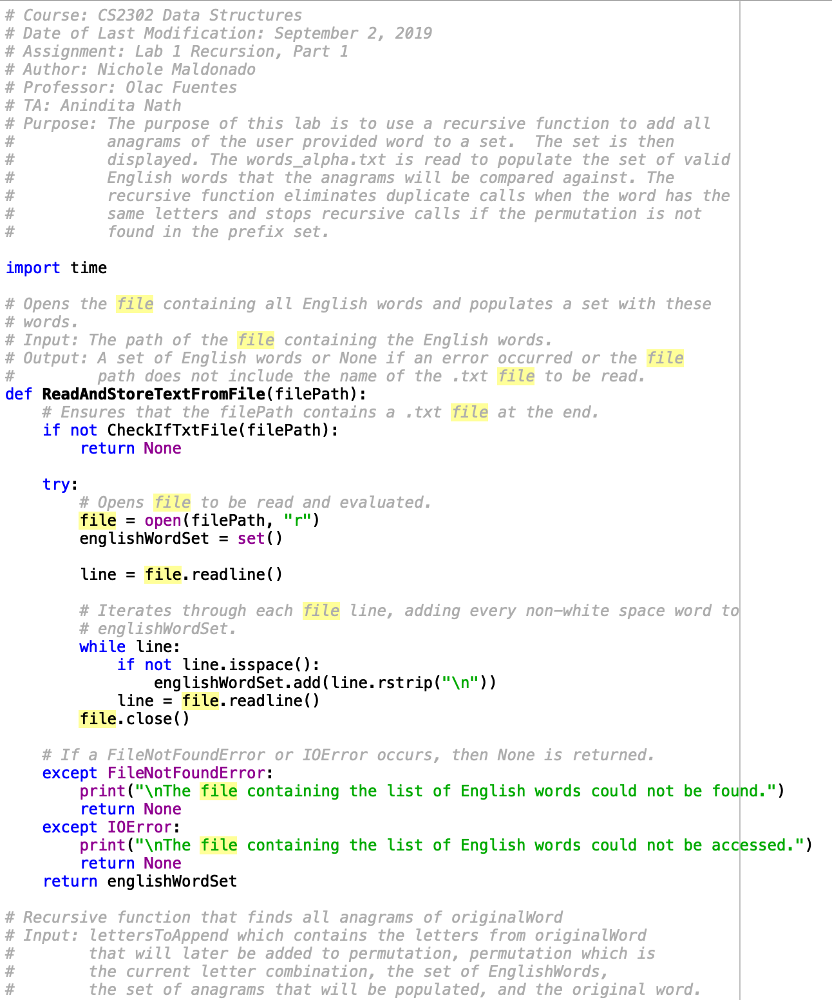 # Course: CS2302 Data Structures
# Date of Last Modification: September 2, 2019
# Assignment: Lab 1 Recursion, Part 1
# Author: Nichole Maldonado
# Professor: Olac Fuentes
# TA: Anindita Nath
# Purpose: The purpose of this lab is to use a recursive function to add all
#          anagrams of the user provided word to a set.  The set is then
#          displayed. The words_alpha.txt is read to populate the set of valid
#          English words that the anagrams will be compared against. The
#          recursive function eliminates duplicate calls when the word has the
#          same letters and stops recursive calls if the permutation is not
#          found in the prefix set.

import time

# Opens the file containing all English words and populates a set with these
# words.
# Input: The path of the file containing the English words.
# Output: A set of English words or None if an error occurred or the file
#         path does not include the name of the .txt file to be read.
def ReadAndStoreTextFromFile(filePath):
    # Ensures that the filePath contains a .txt file at the end.
    if not CheckIfTxtFile(filePath):
        return None

    try:
        # Opens file to be read and evaluated.
        file = open(filePath, "r")
        englishWordSet = set()

        line = file.readline()

        # Iterates through each file line, adding every non-white space word to
        # englishWordSet.
        while line:
            if not line.isspace():
                englishWordSet.add(line.rstrip("\n"))
            line = file.readline()
        file.close()

    # If a FileNotFoundError or IOError occurs, then None is returned.
    except FileNotFoundError:
        print("\nThe file containing the list of English words could not be found.")
        return None
    except IOError:
        print("\nThe file containing the list of English words could not be accessed.")
        return None
    return englishWordSet

# Recursive function that finds all anagrams of originalWord
# Input: lettersToAppend which contains the letters from originalWord
#        that will later be added to permutation, permutation which is
#        the current letter combination, the set of EnglishWords,
#        the set of anagrams that will be populated, and the original word.